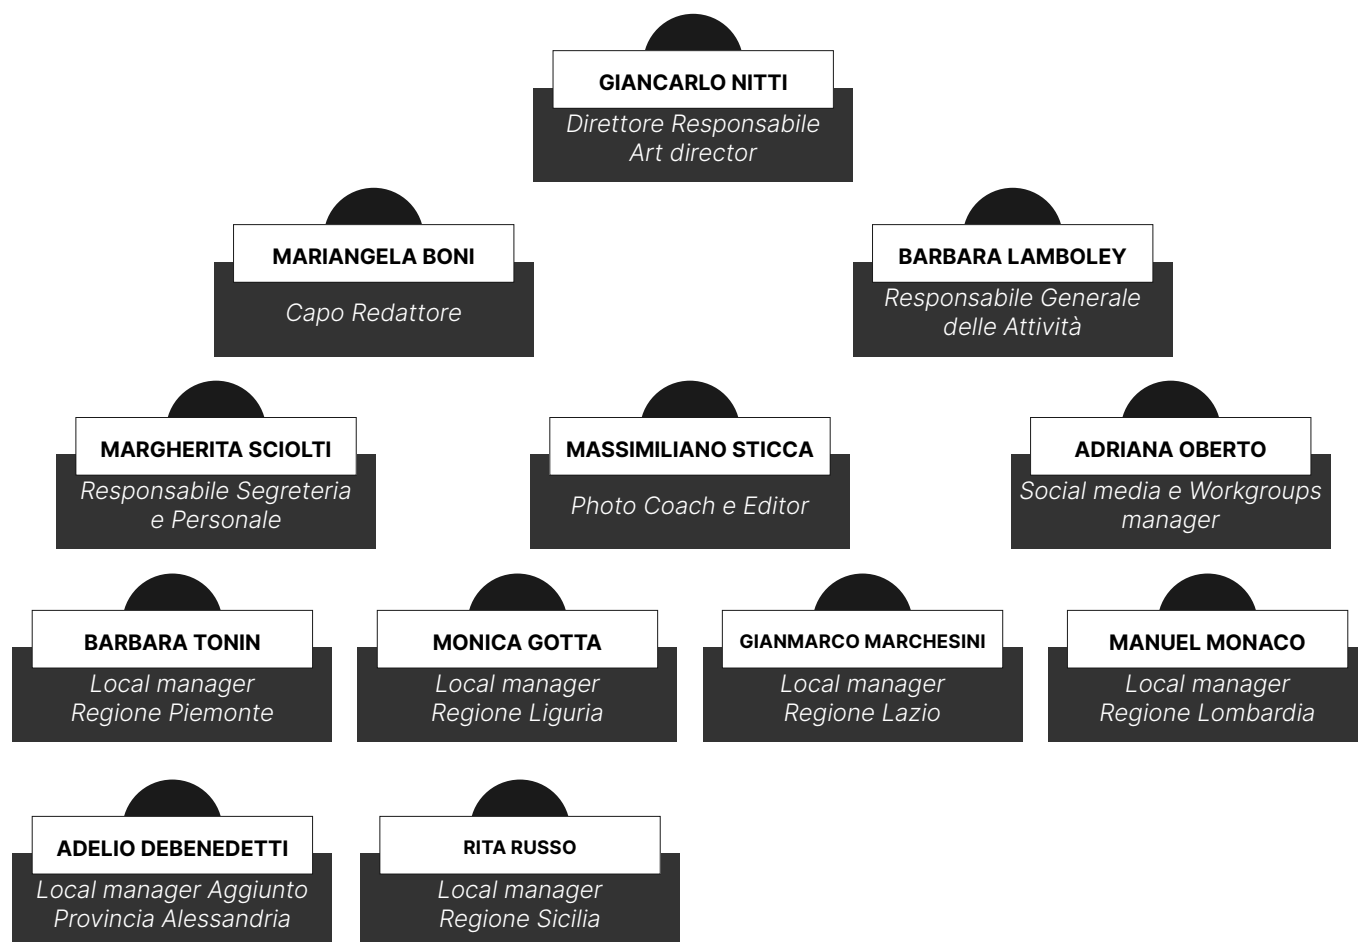 GIANCARLO NITTI
Direttore Responsabile
Art director
MARIANGELA BONI
Capo Redattore
BARBARA LAMBOLEY
Responsabile Generale
delle Attività
MARGHERITA SCIOLTI
Responsabile Segreteria
e Personale
MASSIMILIANO STICCA
Photo Coach e Editor
ADRIANA OBERTO
Social media e Workgroups
manager
BARBARA TONIN
Local manager
Regione Piemonte
MONICA GOTTA
Local manager
Regione Liguria
GIANMARCO MARCHESINI
Local manager
Regione Lazio
MANUEL MONACO
Local manager
Regione Lombardia
ADELIO DEBENEDETTI
Local manager Aggiunto
Provincia Alessandria
RITA RUSSO
Local manager
Regione Sicilia